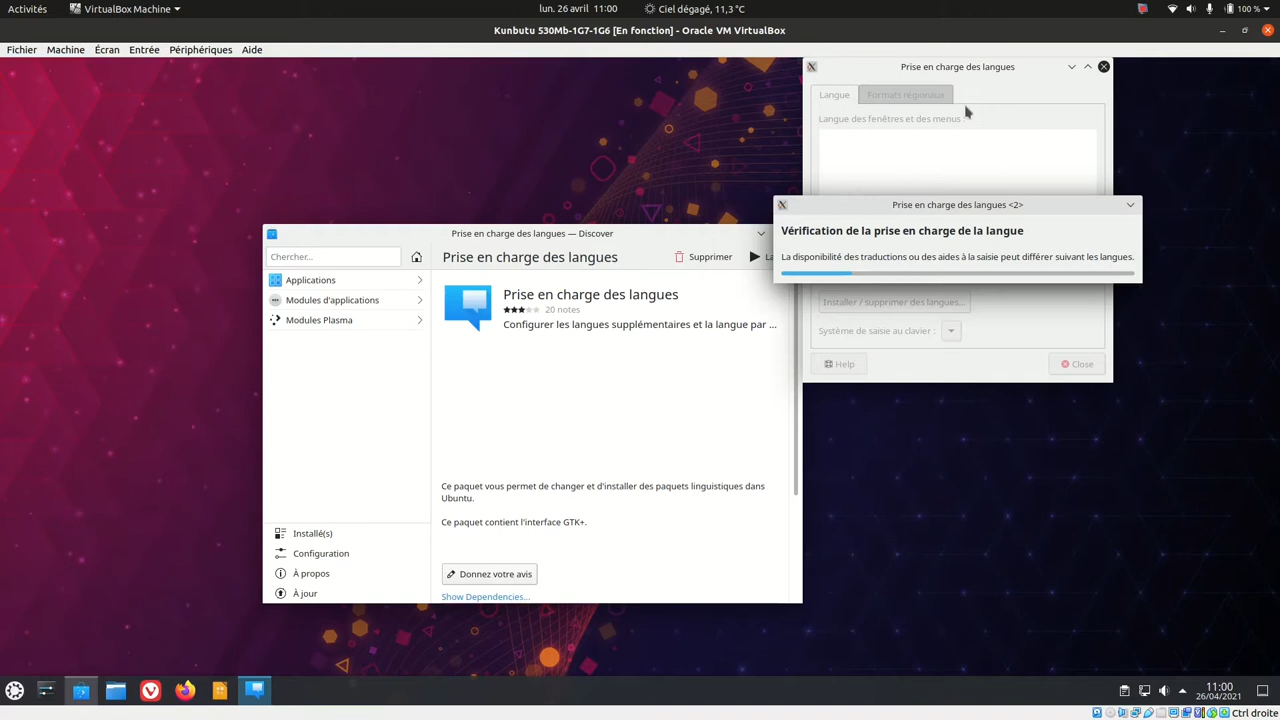 Activités
VirtualBox Machine
lun. 26 avril 11:00
Ciel dégagé, 11,3 °C
100 %
Kunbutu 530Mb-1G7-1G6 [En fonction] - Oracle VM VirtualBox
Fichier Machine Écran Entrée Périphériques Aide
Prise en charge des langues
Langue Formats régionaux
Langue des fenêtres et des menus :
Prise en charge des langues <2>
Vérification de la prise en charge de la langue
La disponibilité des traductions ou des aides à la saisie peut différer suivant les langues.
Installer / supprimer des langues...
Système de saisie au clavier :
Help
Close
Prise en charge des langues — Discover
Chercher...
Prise en charge des langues
Supprimer
La
Applications
Modules d'applications
Modules Plasma
Prise en charge des langues
20 notes
Configurer les langues supplémentaires et la langue par ...
Ce paquet vous permet de changer et d'installer des paquets linguistiques dans
Ubuntu.
Ce paquet contient l'interface GTK+.
Installé(s)
Configuration
À propos
À jour
Donnez votre avis
Show Dependencies...
11:00
26/04/2021
Ctrl droite